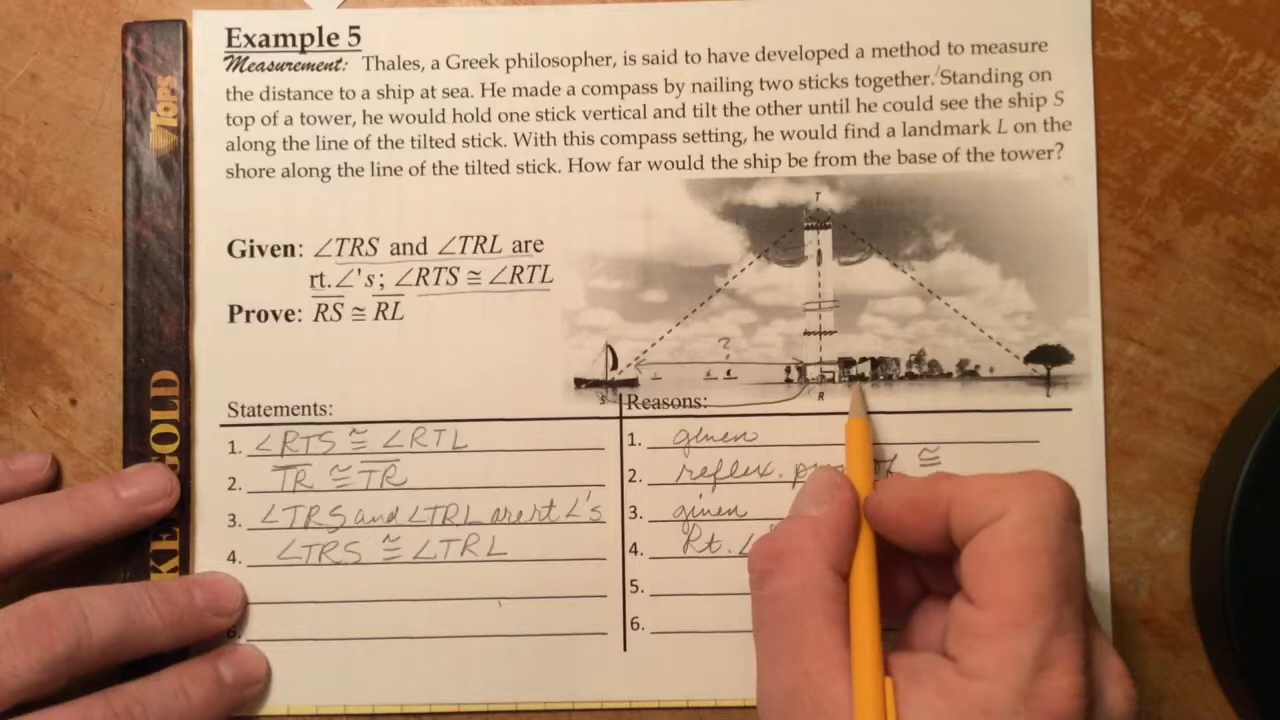 Example 5
Measurement: Thales, a Greek philosopher, is said to have developed a method to measure
the distance to a ship at sea. He made a compass by nailing two sticks together. Standing on
top of a tower, he would hold one stick vertical and tilt the other until he could see the ship S
along the line of the tilted stick. With this compass setting, he would find a landmark L on the
shore along the line of the tilted stick. How far would the ship be from the base of the tower?
Given: ∠TRS and ∠TRL are
rt.∠'s; ∠RTS ≅ ∠RTL
Prove: RS ≅ RL
T
?
S
R
Statements:
Reasons:
1. ∠RTS ≅ ∠RTL
1. given
2. TR ≅ TR
2. reflex. of ≅
3. ∠TRS and ∠TRL are rt ∠'s
3. given
4. ∠TRS ≅ ∠TRL
4. Rt. ∠
5.
6.
6.
TOPS
GOLD